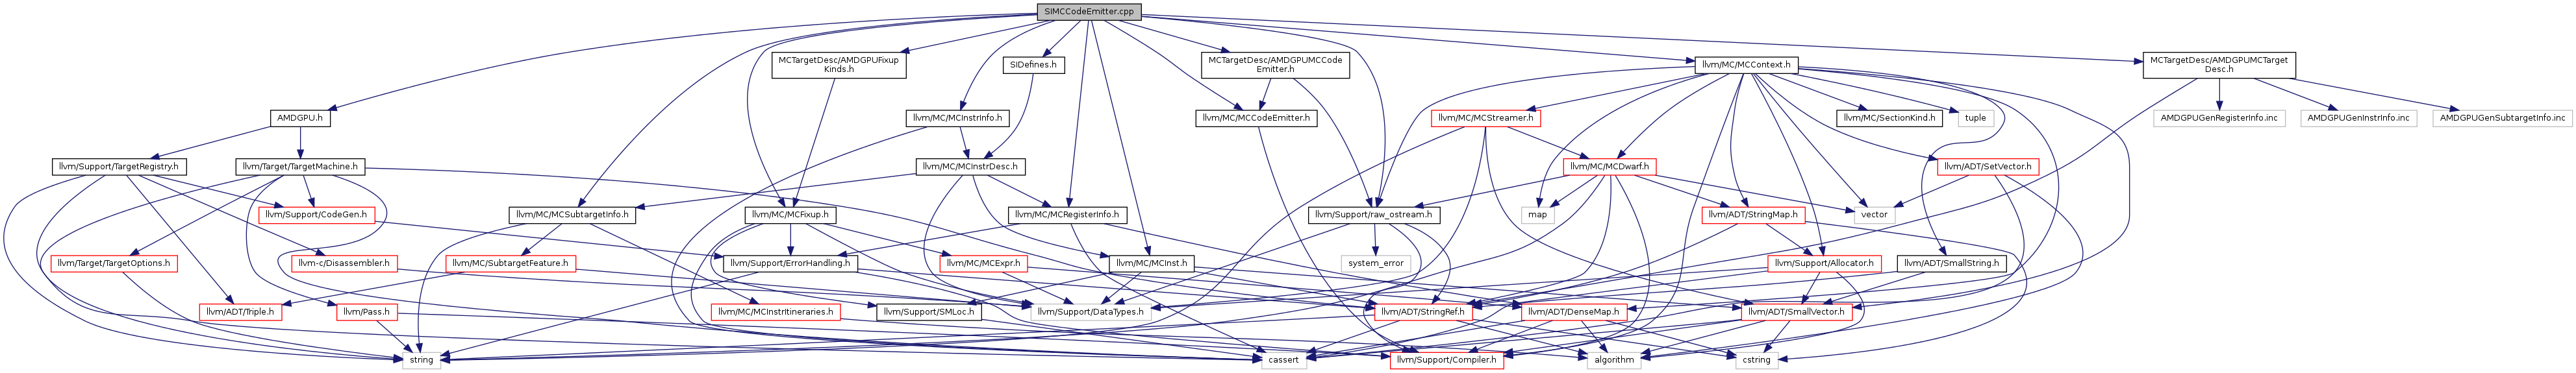 SIMCCodeEmitter.cpp
MCTargetDesc/AMDGPUFixup
Kinds.h
SIDefines.h
MCTargetDesc/AMDGPUMCCode
Emitter.h
llvm/MC/MCContext.h
MCTargetDesc/AMDGPUMCTarget
Desc.h
AMDGPU.h
llvm/MC/MCInstrInfo.h
llvm/MC/MCCodeEmitter.h
llvm/MC/MCStreamer.h
llvm/MC/SectionKind.h
tuple
AMDGPUGenRegisterInfo.inc
AMDGPUGenInstrInfo.inc
AMDGPUGenSubtargetInfo.inc
llvm/Support/TargetRegistry.h
llvm/Target/TargetMachine.h
llvm/MC/MCInstrDesc.h
llvm/MC/MCDwarf.h
llvm/ADT/SetVector.h
llvm/Support/CodeGen.h
llvm/MC/MCSubtargetInfo.h
llvm/MC/MCFixup.h
llvm/MC/MCRegisterInfo.h
llvm/Support/raw_ostream.h
map
llvm/ADT/StringMap.h
vector
llvm/Target/TargetOptions.h
llvm-c/Disassembler.h
llvm/MC/SubtargetFeature.h
llvm/Support/ErrorHandling.h
llvm/MC/MCExpr.h
llvm/MC/MCInst.h
system_error
llvm/Support/Allocator.h
llvm/ADT/SmallString.h
llvm/ADT/Triple.h
llvm/Pass.h
llvm/MC/MCInstrItineraries.h
llvm/Support/SMLoc.h
llvm/Support/DataTypes.h
llvm/ADT/StringRef.h
llvm/ADT/DenseMap.h
llvm/ADT/SmallVector.h
string
cassert
llvm/Support/Compiler.h
algorithm
cstring